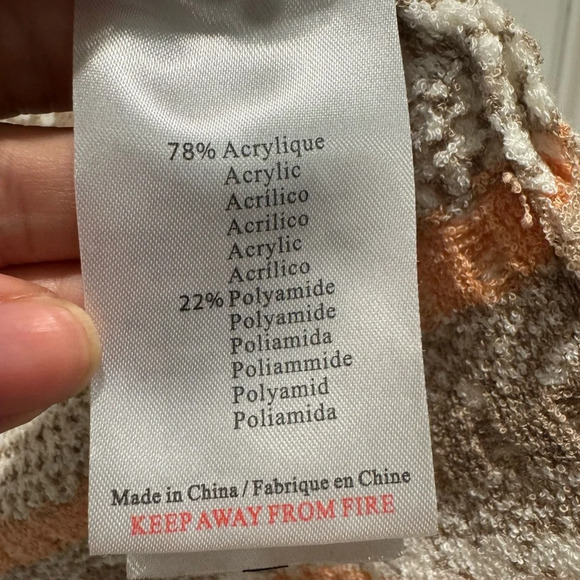 78% Acrylique
Acrylic
Acrílico
Acrilico
Acrylic
Acrílico
22% Polyamide
Polyamide
Poliamida
Poliammide
Polyamid
Poliamida
Made in China / Fabrique en Chine
KEEP AWAY FROM FIRE